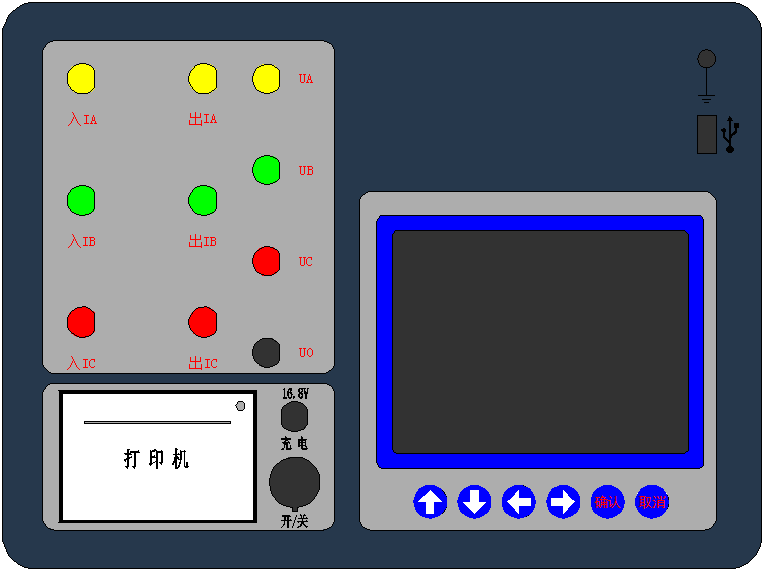 UA
入IA 出IA
UB
入IB 出IB
UC
UO
入IC 出IC
16.8V
充 电
打 印 机
开/关
确认 取消